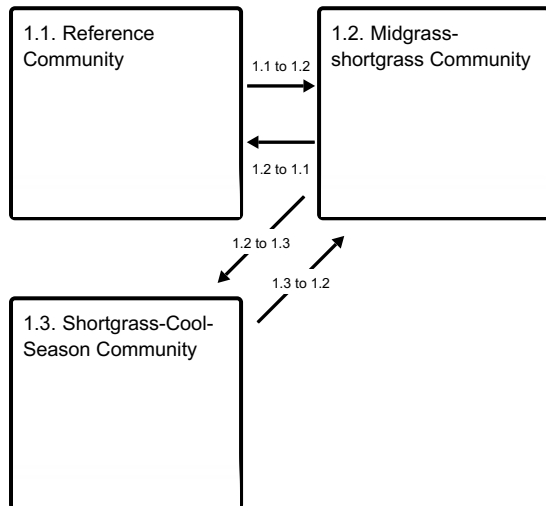 1.1. Reference
Community
1.2. Midgrass-
shortgrass Community
1.1 to 1.2
1.2 to 1.1
1.2 to 1.3
1.3 to 1.2
1.3. Shortgrass-Cool-
Season Community